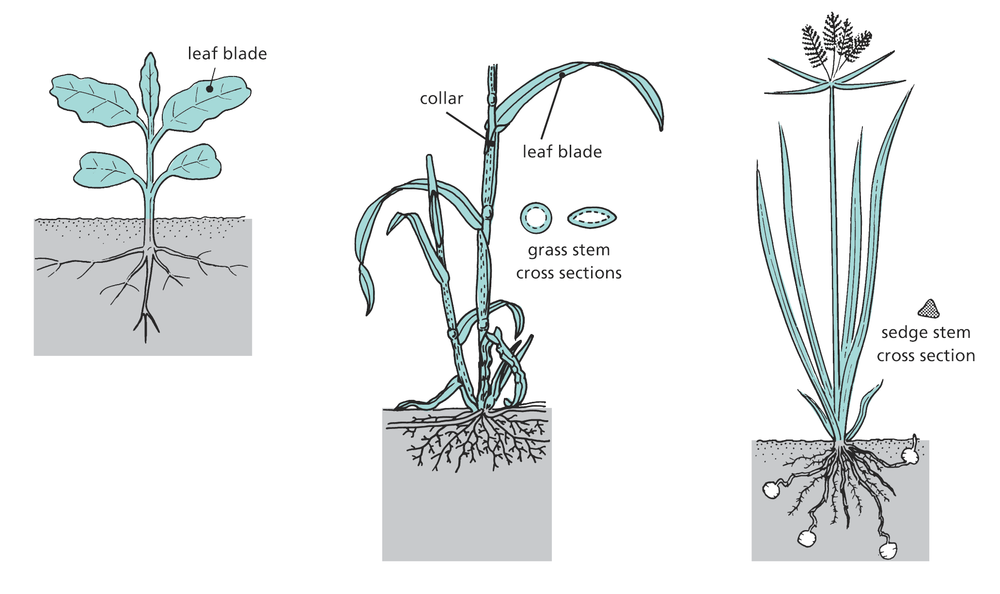 leaf blade
collar
leaf blade
grass stem
cross sections
sedge stem
cross section